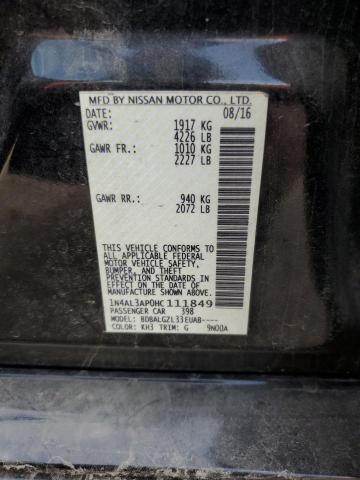 MFD BY NISSAN MOTOR CO., LTD.
DATE: 08/16
GVWR: 1917 KG
4226 LB
GAWR FR.: 1010 KG
2227 LB
GAWR RR.: 940 KG
2072 LB
THIS VEHICLE CONFORMS TO
ALL APPLICABLE FEDERAL
MOTOR VEHICLE SAFETY,
BUMPER, AND THEFT
PREVENTION STANDARDS IN
EFFECT ON THE DATE OF
MANUFACTURE SHOWN ABOVE.
1N4AL3AP0HC111849
PASSENGER CAR 398
MODEL: BDBALGZL33EUAB----
COLOR: KH3 TRIM: G 9N00A